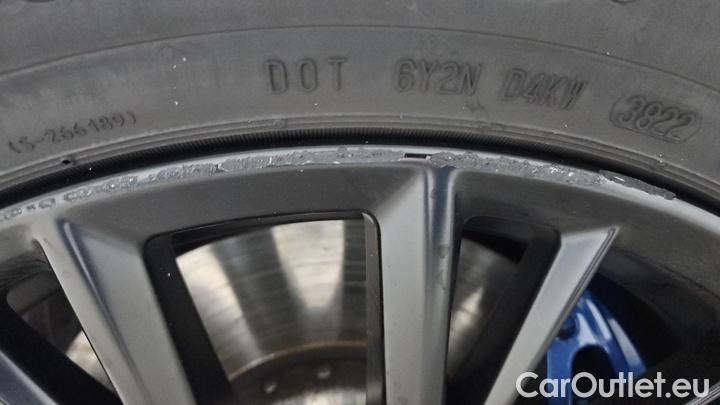 DOT 6Y2N D4KW 3822
(S-266189)
CarOutlet.eu